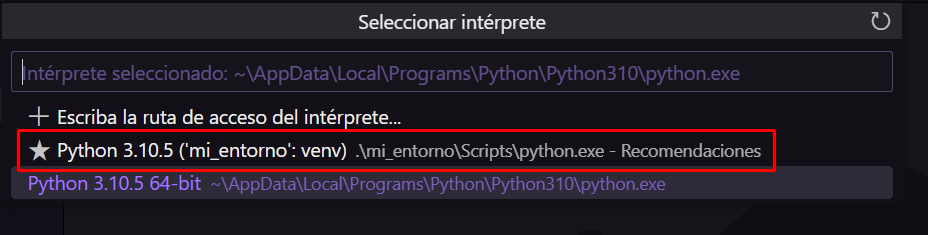 Seleccionar intérprete
Intérprete seleccionado: ~\AppData\Local\Programs\Python\Python310\python.exe
Escriba la ruta de acceso del intérprete...
Python 3.10.5 ('mi_entorno': venv) .\mi_entorno\Scripts\python.exe - Recomendaciones
Python 3.10.5 64-bit ~\AppData\Local\Programs\Python\Python310\python.exe